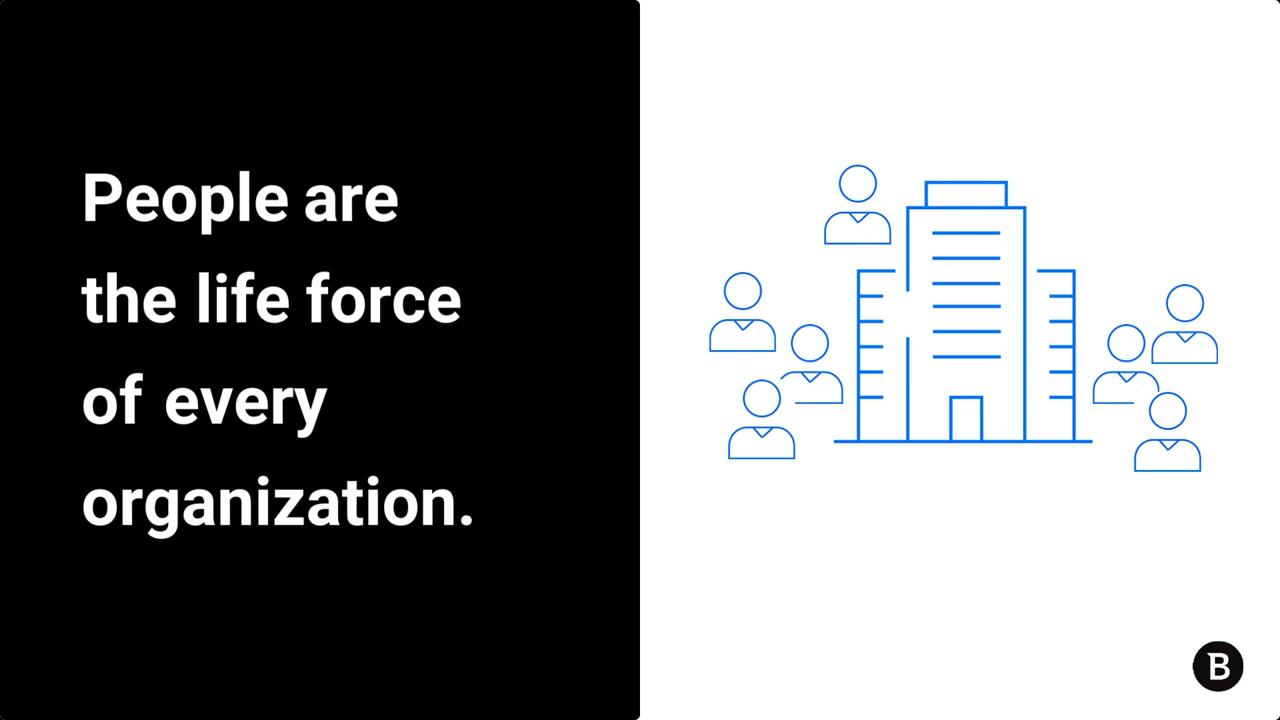 People are
the life force
of every
organization.
B